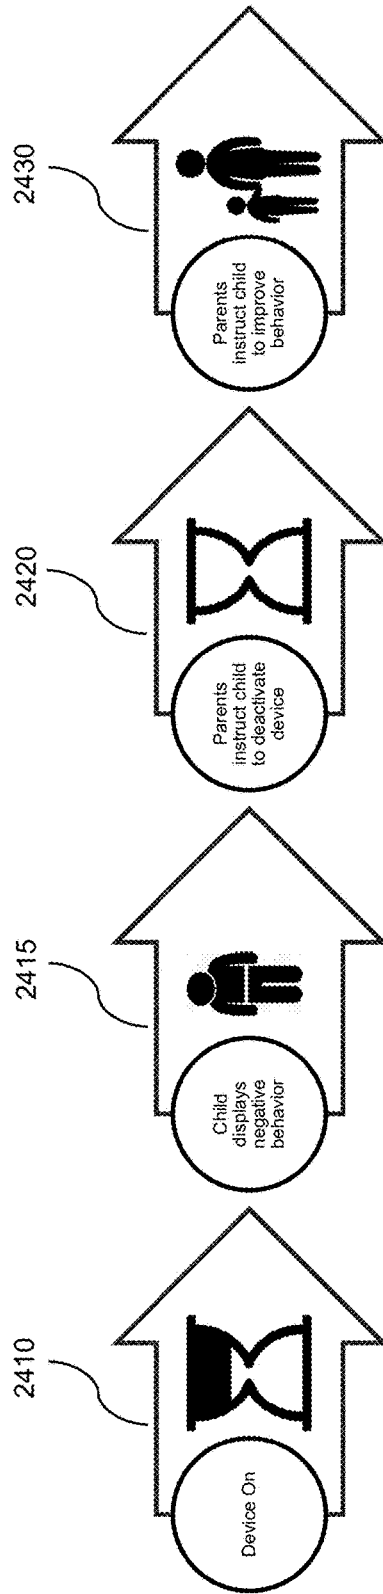 2410
Device On
2415
Child
displays
negative
behavior
2420
Parents
instruct child
to deactivate
device
2430
Parents
instruct child
to improve
behavior